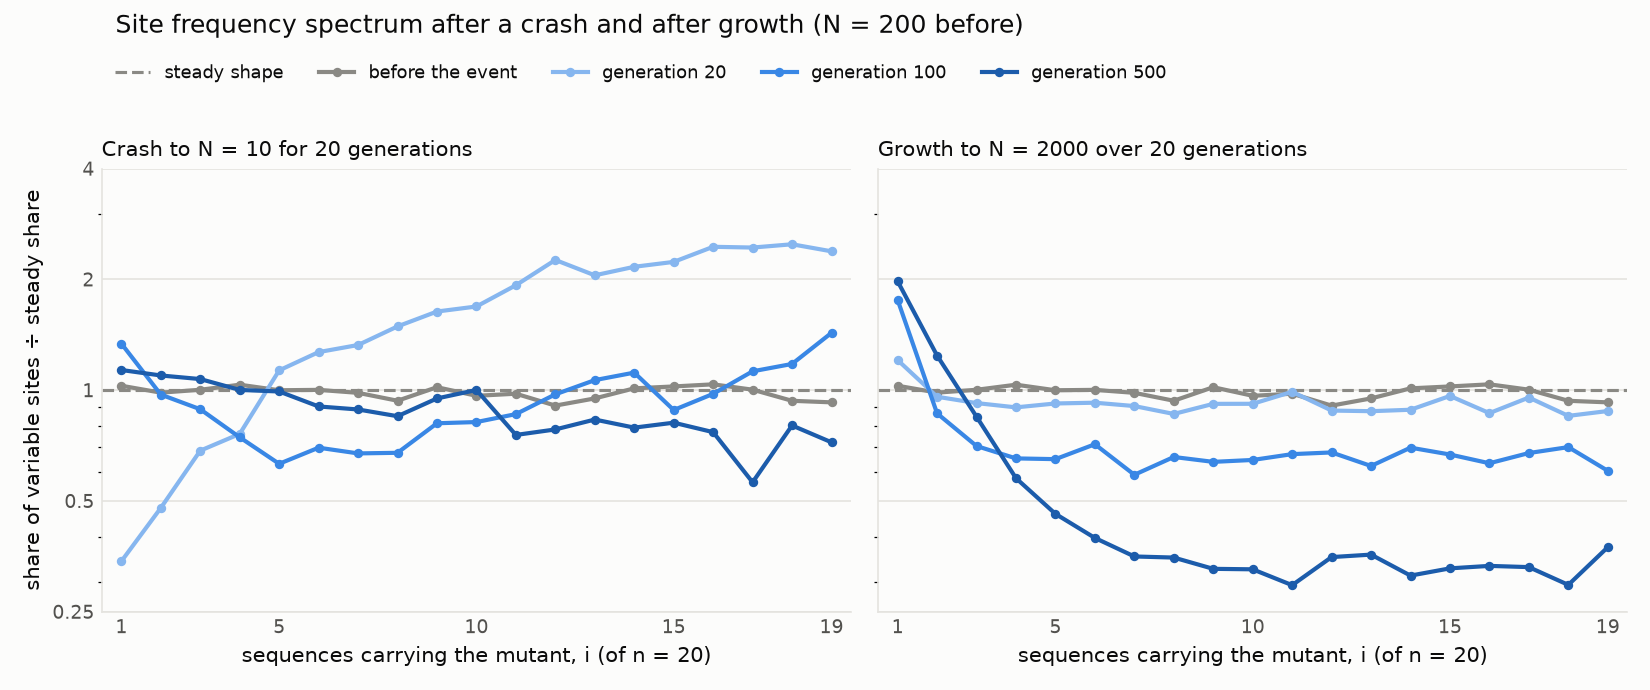 Site frequency spectrum after a crash and after growth (N = 200 before)
steady shape before the event generation 20 generation 100 generation 500
Crash to N = 10 for 20 generations
share of variable sites ÷ steady share
4
2
1
0.5
0.25
1 5 10 15 19
sequences carrying the mutant, i (of n = 20)
Growth to N = 2000 over 20 generations
1 5 10 15 19
sequences carrying the mutant, i (of n = 20)